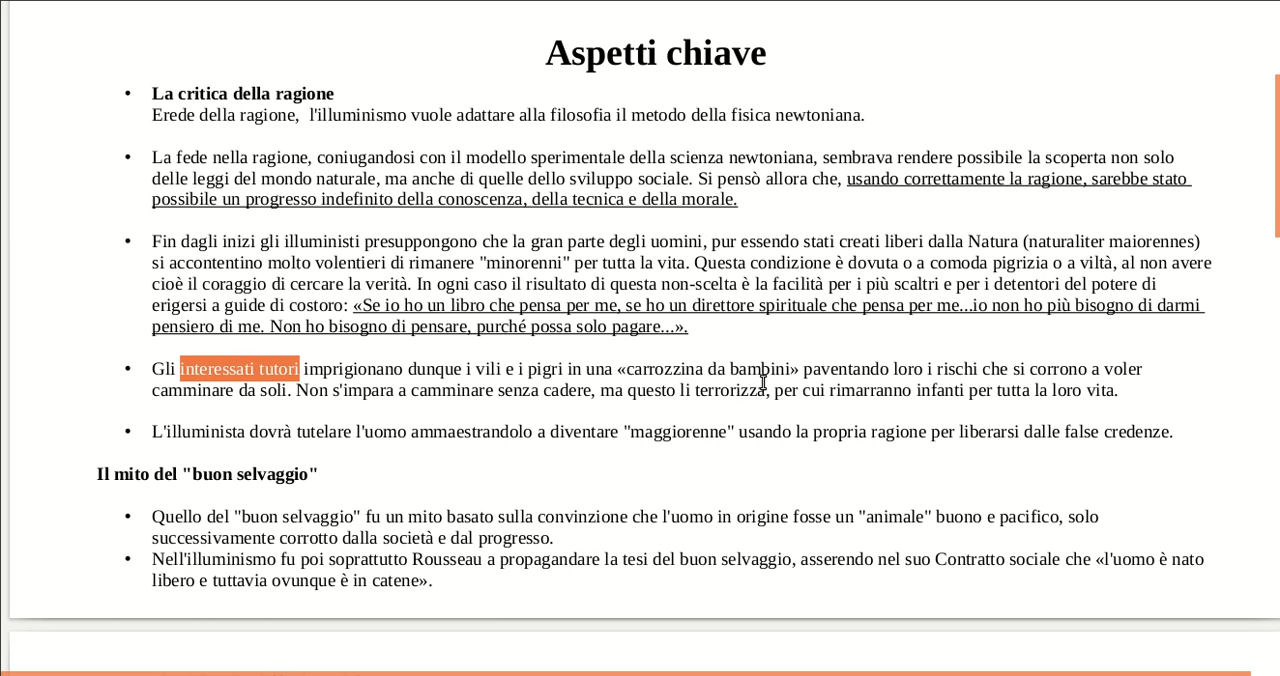 Aspetti chiave
• La critica della ragione
Erede della ragione,  l'illuminismo vuole adattare alla filosofia il metodo della fisica newtoniana.
• La fede nella ragione, coniugandosi con il modello sperimentale della scienza newtoniana, sembrava rendere possibile la scoperta non solo
delle leggi del mondo naturale, ma anche di quelle dello sviluppo sociale. Si pensò allora che, usando correttamente la ragione, sarebbe stato
possibile un progresso indefinito della conoscenza, della tecnica e della morale.
• Fin dagli inizi gli illuministi presuppongono che la gran parte degli uomini, pur essendo stati creati liberi dalla Natura (naturaliter maiorennes)
si accontentino molto volentieri di rimanere "minorenni" per tutta la vita. Questa condizione è dovuta o a comoda pigrizia o a viltà, al non avere
cioè il coraggio di cercare la verità. In ogni caso il risultato di questa non-scelta è la facilità per i più scaltri e per i detentori del potere di
erigersi a guide di costoro: «Se io ho un libro che pensa per me, se ho un direttore spirituale che pensa per me...io non ho più bisogno di darmi
pensiero di me. Non ho bisogno di pensare, purché possa solo pagare...».
• Gli interessati tutori imprigionano dunque i vili e i pigri in una «carrozzina da bambini» paventando loro i rischi che si corrono a voler
camminare da soli. Non s'impara a camminare senza cadere, ma questo li terrorizza, per cui rimarranno infanti per tutta la loro vita.
• L'illuminista dovrà tutelare l'uomo ammaestrandolo a diventare "maggiorenne" usando la propria ragione per liberarsi dalle false credenze.
Il mito del "buon selvaggio"
• Quello del "buon selvaggio" fu un mito basato sulla convinzione che l'uomo in origine fosse un "animale" buono e pacifico, solo
successivamente corrotto dalla società e dal progresso.
• Nell'illuminismo fu poi soprattutto Rousseau a propagandare la tesi del buon selvaggio, asserendo nel suo Contratto sociale che «l'uomo è nato
libero e tuttavia ovunque è in catene».